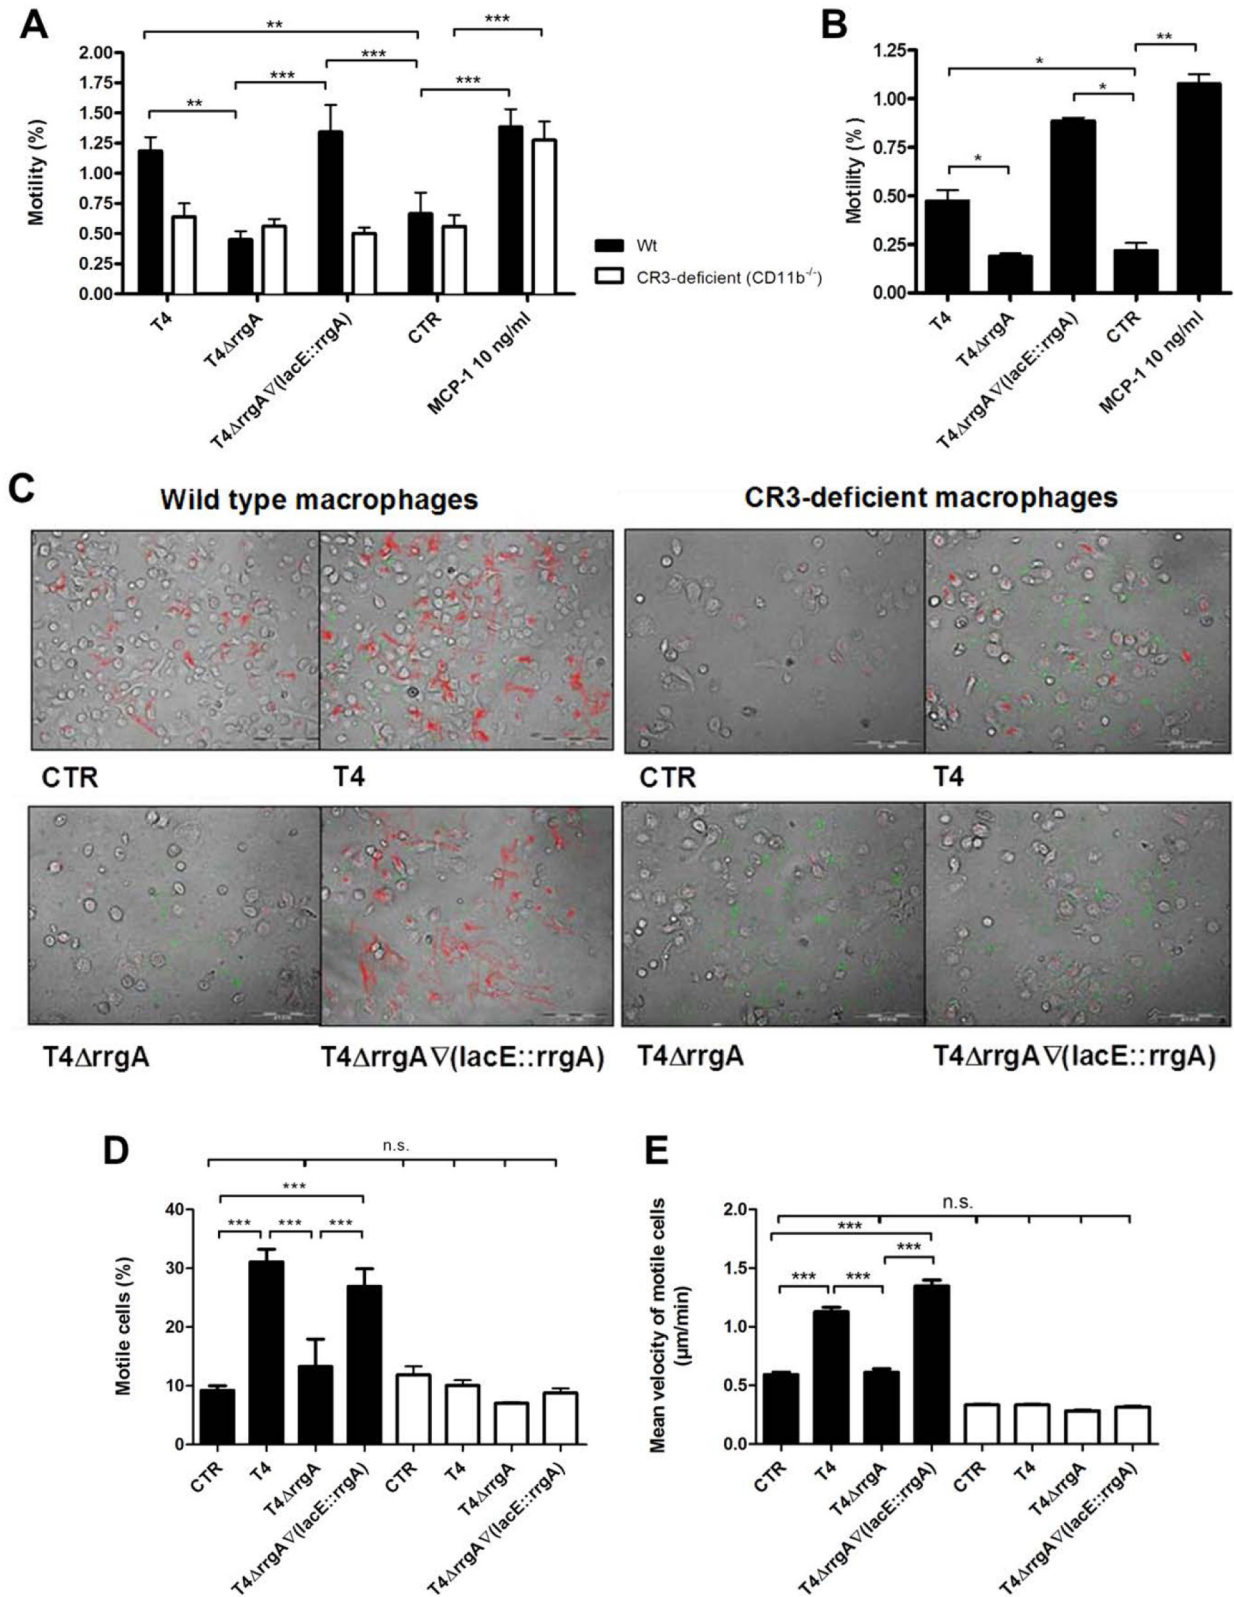 A
B
**
***
***
***
***
**
2.00
1.75
1.50
1.25
1.00
0.75
0.50
0.25
0.00
Motility (%)
T4
T4ΔrrgA
T4ΔrrgA∇(lacE::rrgA)
CTR
MCP-1 10 ng/ml
Wt
CR3-deficient (CD11b-/-)
**
*
*
*
1.25
1.00
0.75
0.50
0.25
0.00
Motility (%)
T4
T4ΔrrgA
T4ΔrrgA∇(lacE::rrgA)
CTR
MCP-1 10 ng/ml
C
Wild type macrophages
CR3-deficient macrophages
CTR
T4
CTR
T4
T4ΔrrgA
T4ΔrrgA∇(lacE::rrgA)
T4ΔrrgA
T4ΔrrgA∇(lacE::rrgA)
D
n.s.
***
*** *** ***
40
30
20
10
0
Motile cells (%)
CTR
T4
T4ΔrrgA
T4ΔrrgA∇(lacE::rrgA)
CTR
T4
T4ΔrrgA
T4ΔrrgA∇(lacE::rrgA)
E
n.s.
***
***
*** ***
2.0
1.5
1.0
0.5
0.0
Mean velocity of motile cells
(µm/min)
CTR
T4
T4ΔrrgA
T4ΔrrgA∇(lacE::rrgA)
CTR
T4
T4ΔrrgA
T4ΔrrgA∇(lacE::rrgA)